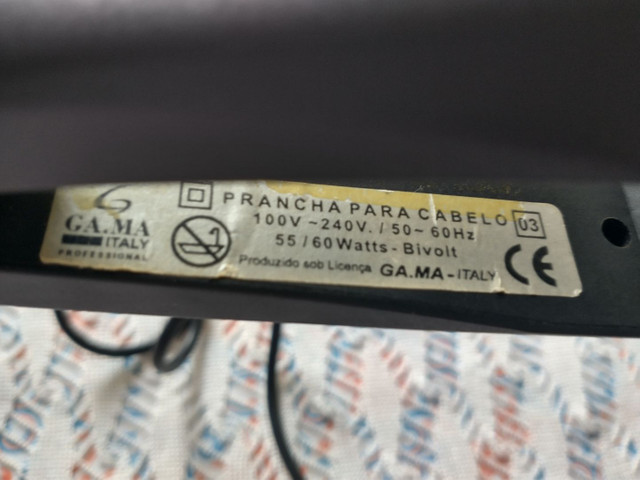 GA.MA
ITALY
PROFESSIONAL
PRANCHA PARA CABELO
03
100V ~240V. / 50~ 60Hz
55 / 60 Watts - Bivolt
Produzido sob Licença GA.MA - ITALY
CE